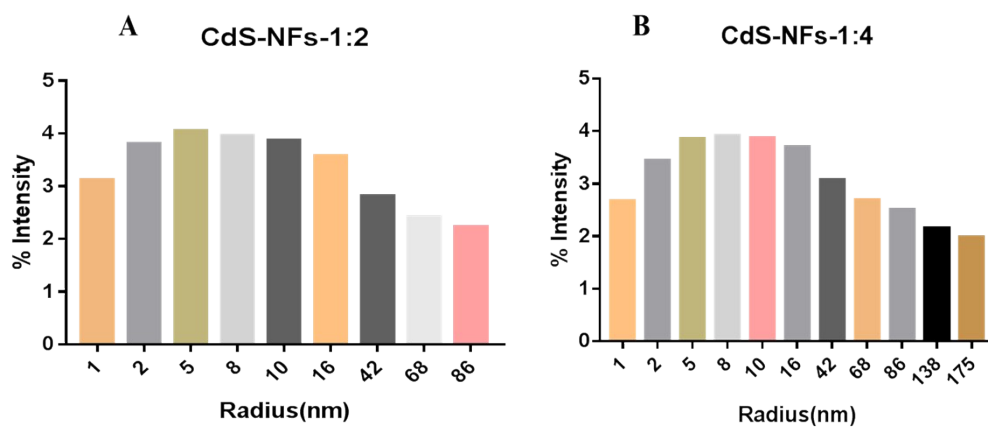 A
CdS-NFs-1:2
% Intensity
5
4
3
2
1
0
1 2 5 8 10 16 42 68 86
Radius(nm)
B
CdS-NFs-1:4
% Intensity
5
4
3
2
1
0
1 2 5 8 10 16 42 68 86 138 175
Radius(nm)